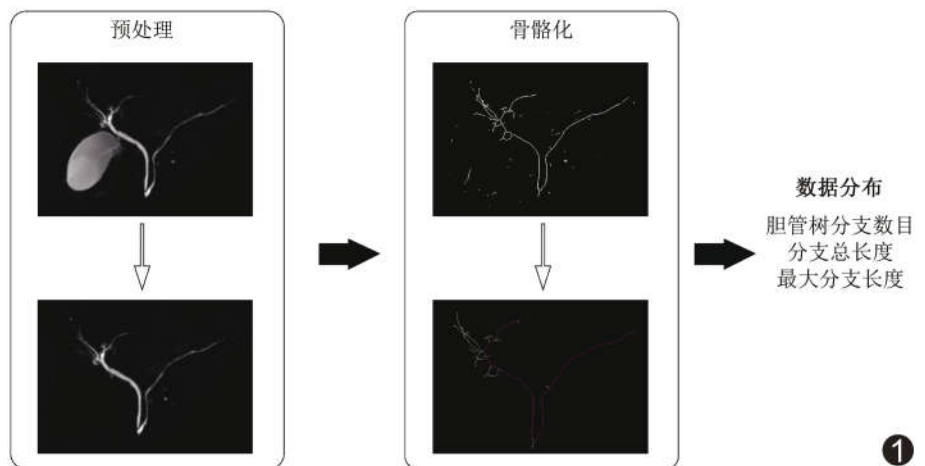 预处理
骨骼化
数据分布
胆管树分支数目
分支总长度
最大分支长度
1